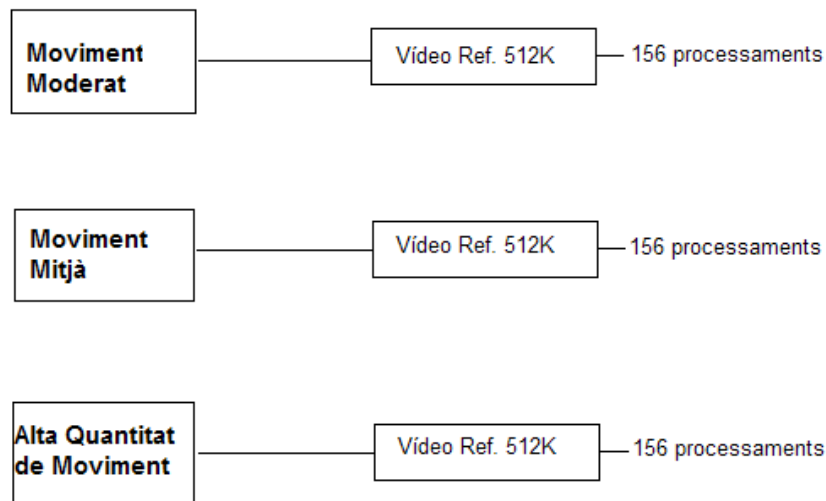 Moviment
Moderat
Vídeo Ref. 512K
156 processaments
Moviment
Mitjà
Vídeo Ref. 512K
156 processaments
Alta Quantitat
de Moviment
Vídeo Ref. 512K
156 processaments